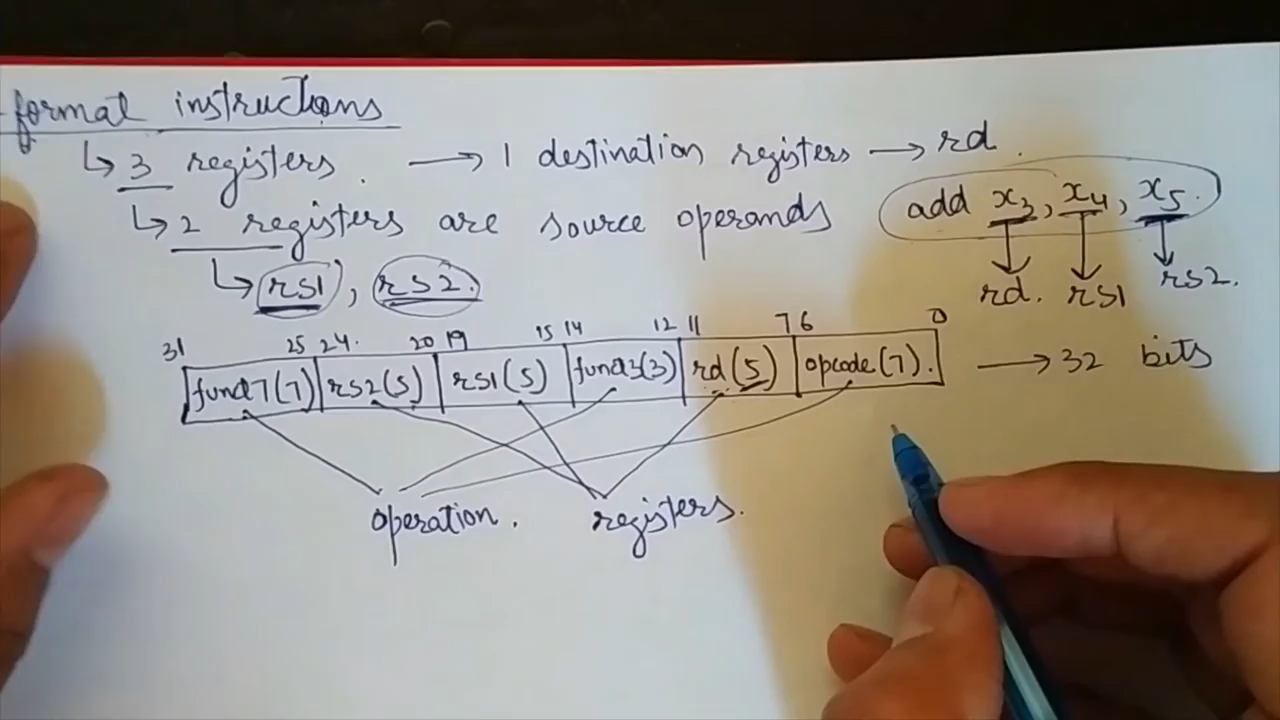 format instructions
↳ 3 registers. → 1 destination registers → rd.
add x3, x4, x5.
↳ 2 registers are source operands
↳ rs1, rs2.
rd. rs1 rs2.
31 25 24 20 19 15 14 12 11 7 6 0
funct7(7) rs2(5) rs1(5) funct3(3) rd(5) opcode(7). → 32 bits
operation. registers.